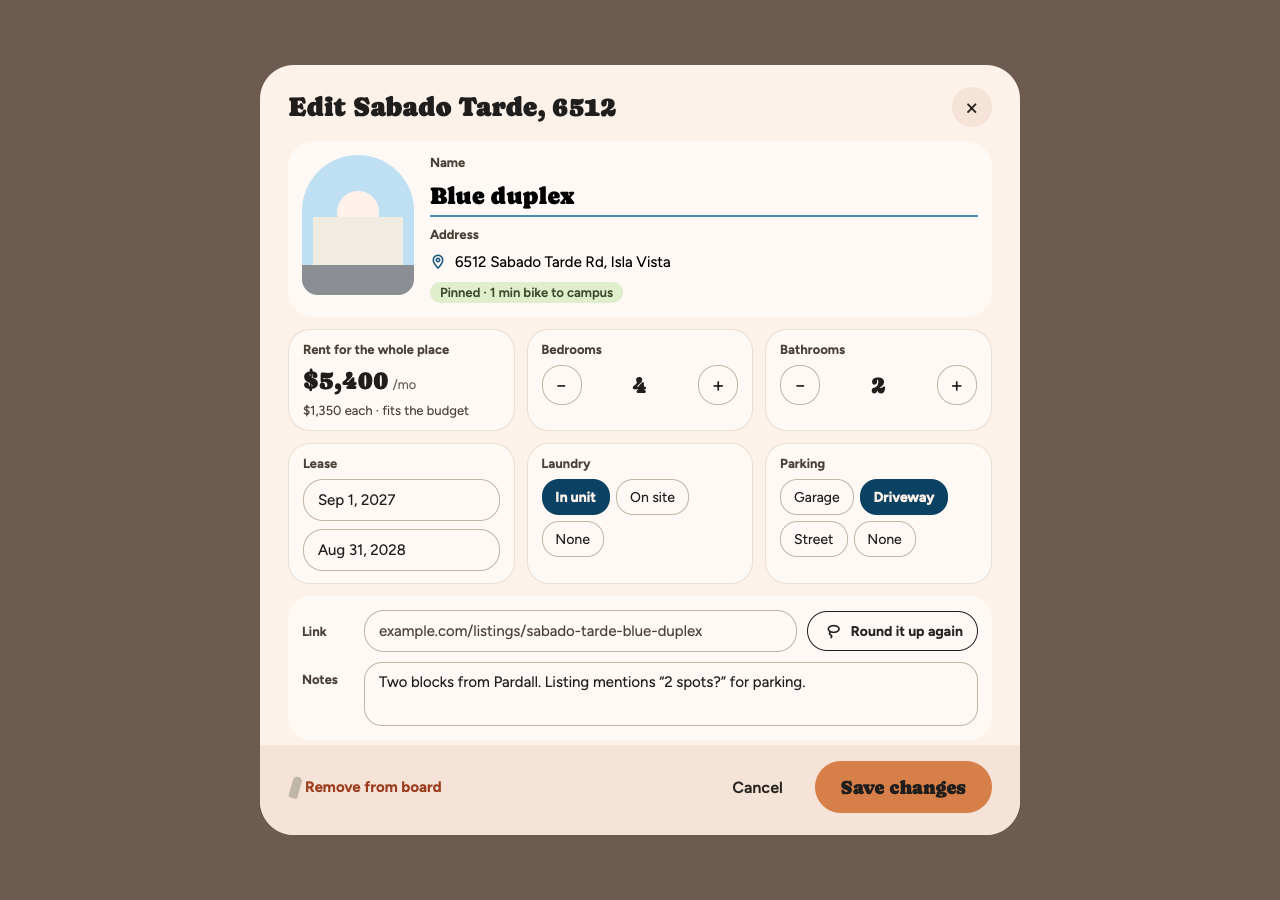 Edit Sabado Tarde, 6512
×
Name
Blue duplex
Address
6512 Sabado Tarde Rd, Isla Vista
Pinned · 1 min bike to campus
Rent for the whole place
$5,400 /mo
$1,350 each · fits the budget
Bedrooms
− 4 +
Bathrooms
− 2 +
Lease
Sep 1, 2027
Aug 31, 2028
Laundry
In unit On site
None
Parking
Garage Driveway
Street None
Link example.com/listings/sabado-tarde-blue-duplex Round it up again
Notes Two blocks from Pardall. Listing mentions “2 spots?” for parking.
Remove from board Cancel Save changes